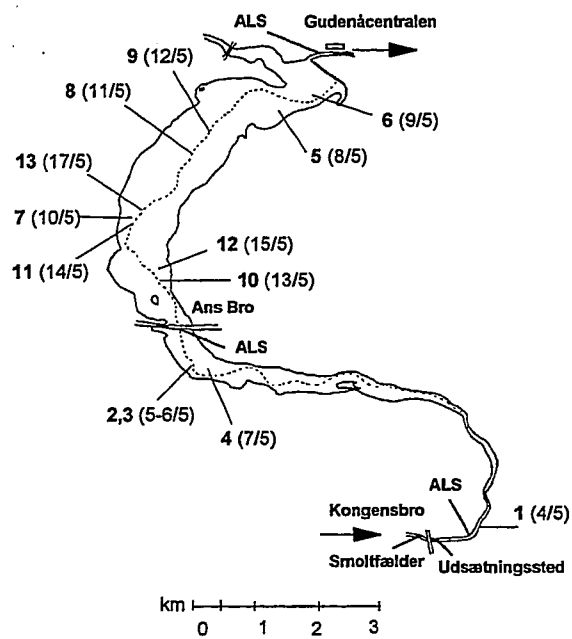 ALS Gudenåcentralen
9 (12/5)
8 (11/5)
6 (9/5)
5 (8/5)
13 (17/5)
7 (10/5)
12 (15/5)
11 (14/5)
10 (13/5)
Ans Bro
ALS
2,3 (5-6/5)
4 (7/5)
ALS
Kongensbro
1 (4/5)
Smoltfælder
Udsætningssted
km
0 1 2 3